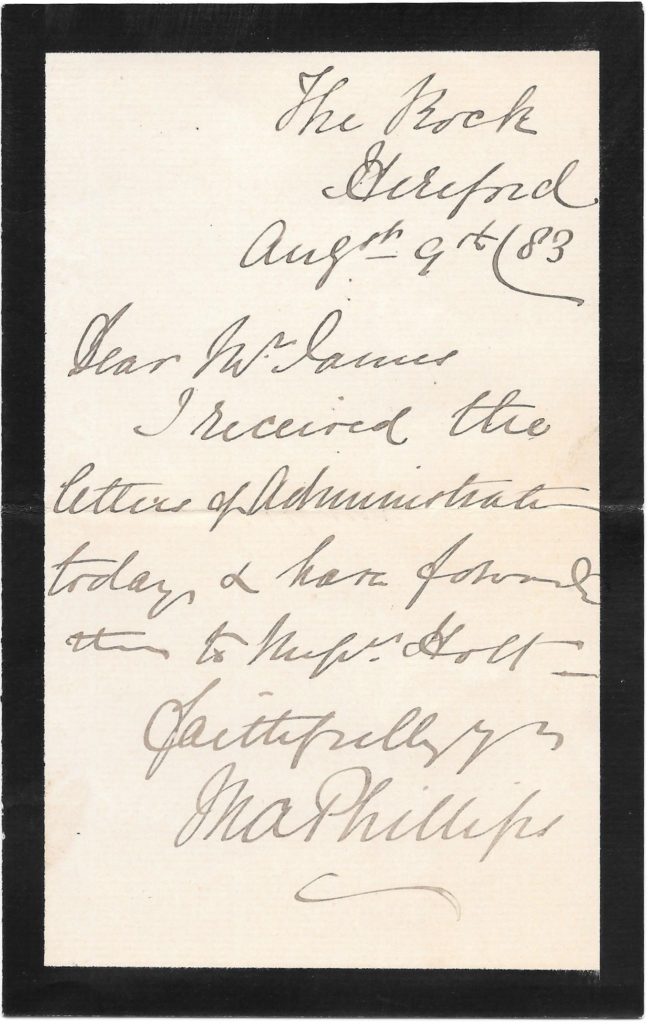 The Rock
Hereford
Augst 9th/83
Dear Mr. James
I received the
letters of Administration
today, & have forwarded
them to Messrs. Holt –
faithfully yrs
M A Phillips